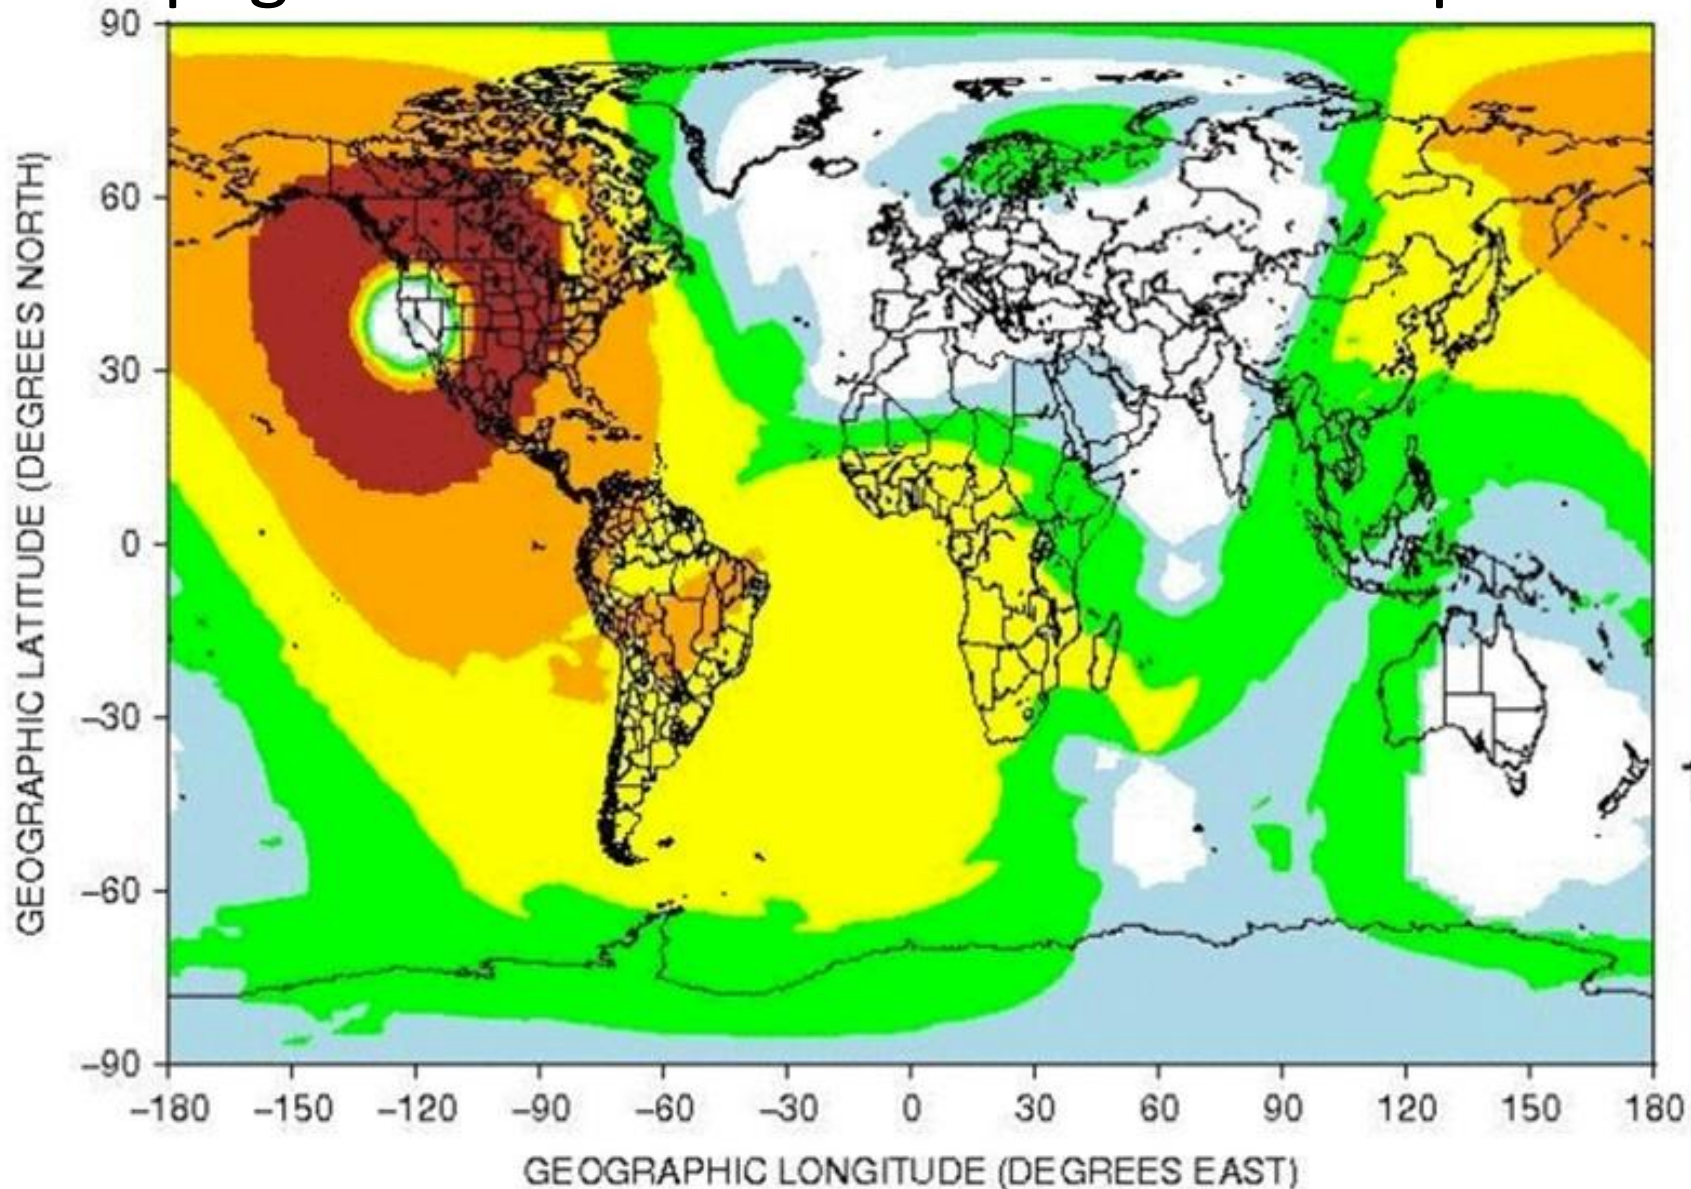 90
60
30
0
−30
−60
−90
GEOGRAPHIC LATITUDE (DEGREES NORTH)
−180 −150 −120 −90 −60 −30 0 30 60 90 120 150 180
GEOGRAPHIC LONGITUDE (DEGREES EAST)